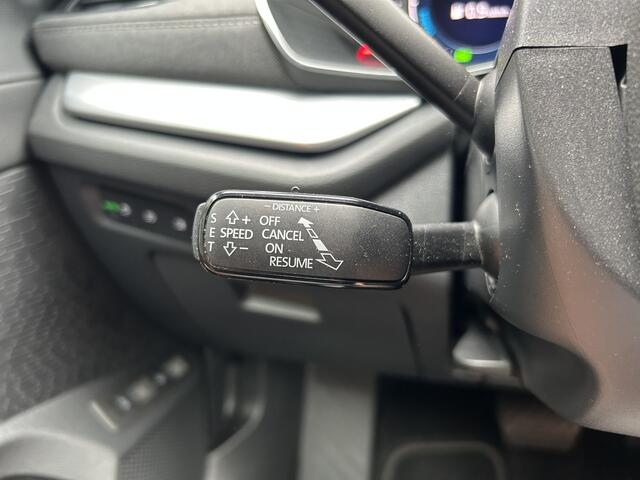 − DISTANCE +
S + OFF
E SPEED CANCEL
T − ON
RESUME